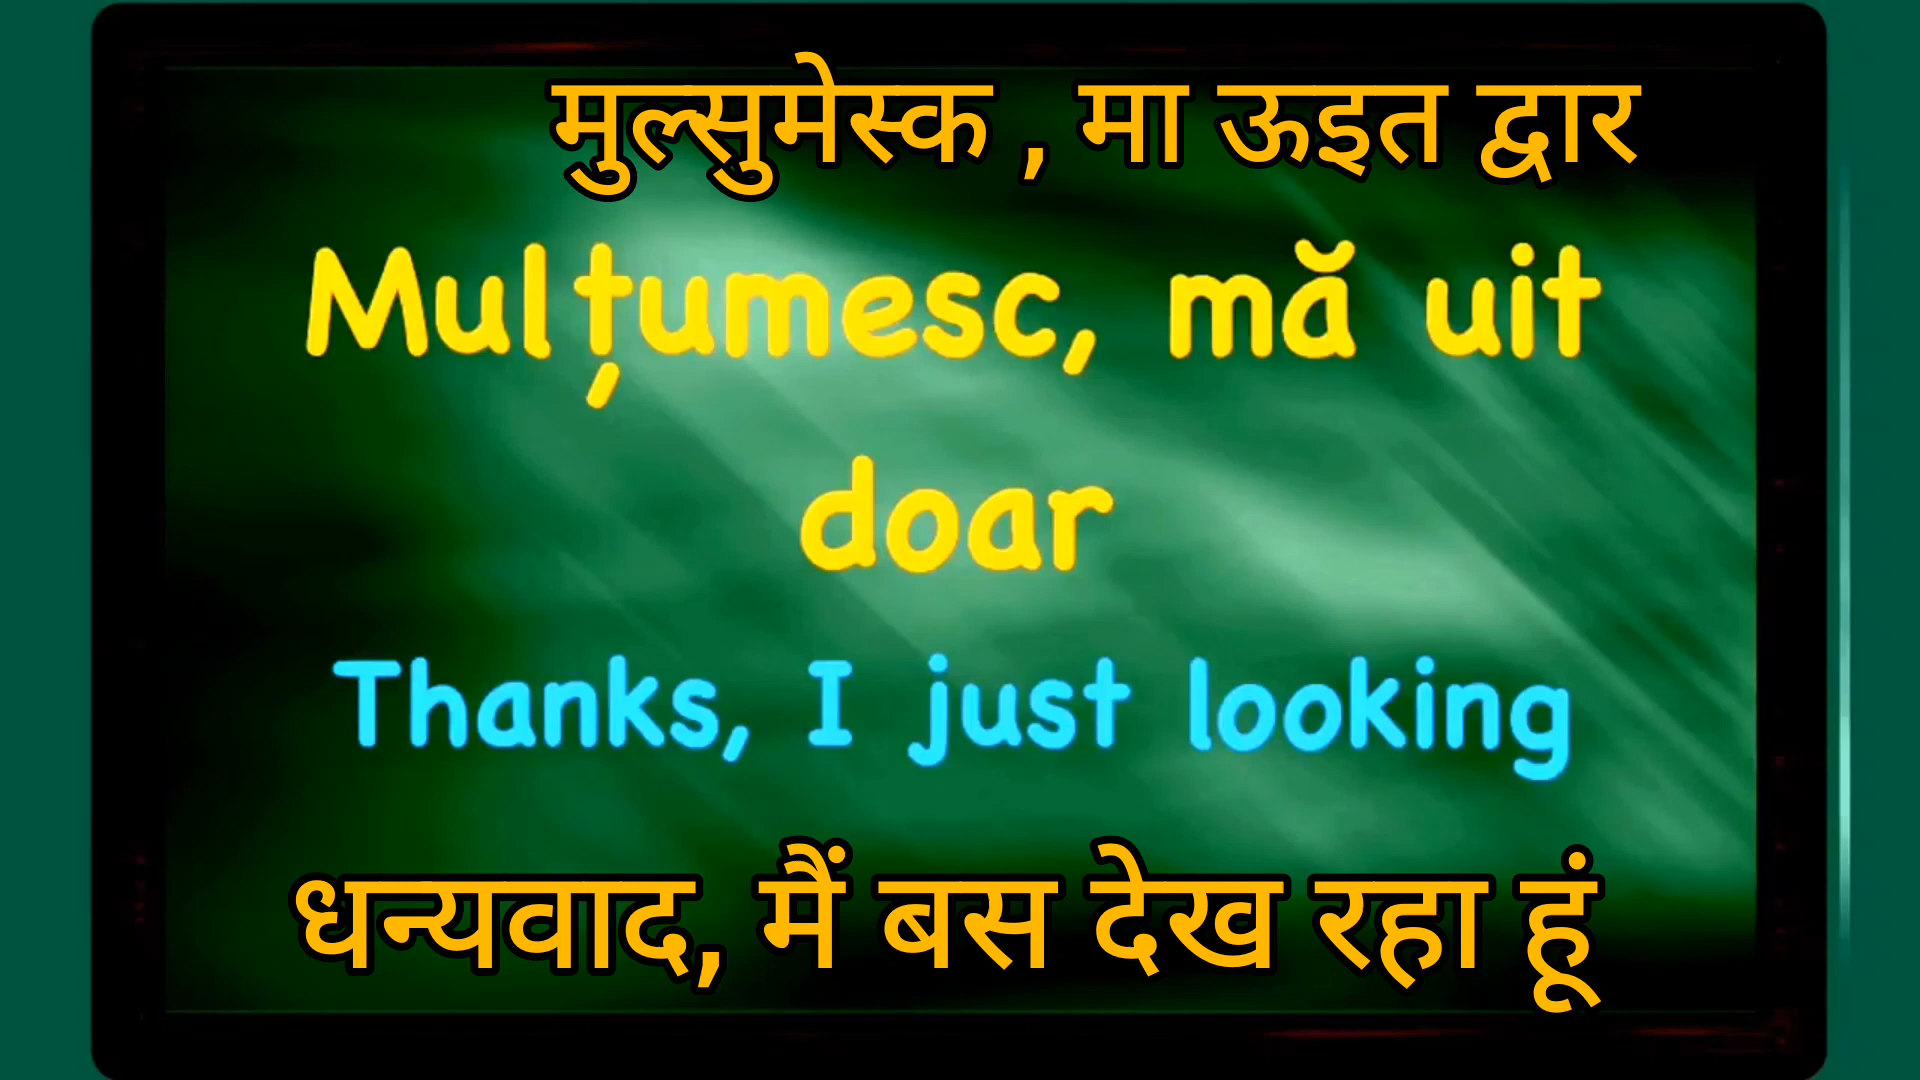 मुल्सुमेस्क , मा ऊइत द्वार
Mulțumesc, mă uit
doar
Thanks, I just looking
धन्यवाद, मैं बस देख रहा हूं